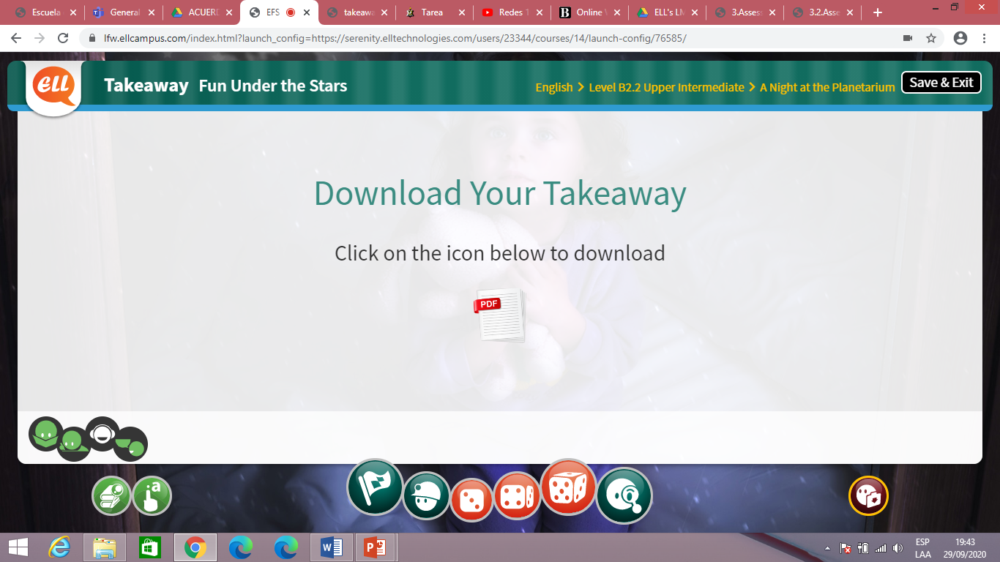 Escuela
General
ACUERD
EFS
takeawa
Tarea
Redes 1
Online V
ELL's LM
3.Assess
3.2.Asse
lfw.ellcampus.com/index.html?launch_config=https://serenity.elltechnologies.com/users/23344/courses/14/launch-config/76585/
ell
Takeaway Fun Under the Stars
English > Level B2.2 Upper Intermediate > A Night at the Planetarium
Save & Exit
Download Your Takeaway
Click on the icon below to download
PDF
a
ESP
LAA
19:43
29/09/2020